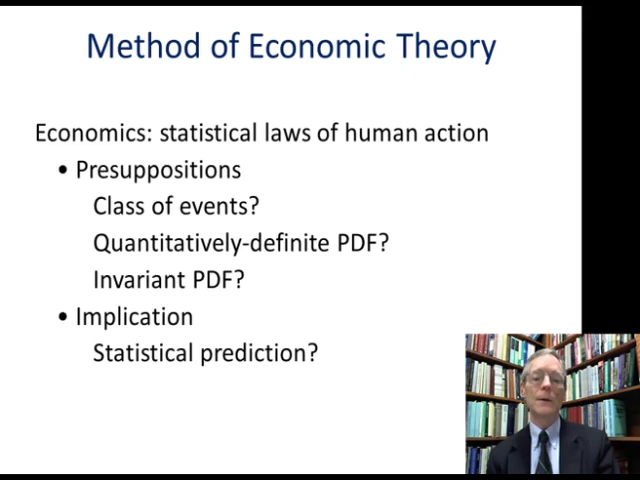 Method of Economic Theory
Economics: statistical laws of human action
• Presuppositions
Class of events?
Quantitatively-definite PDF?
Invariant PDF?
• Implication
Statistical prediction?